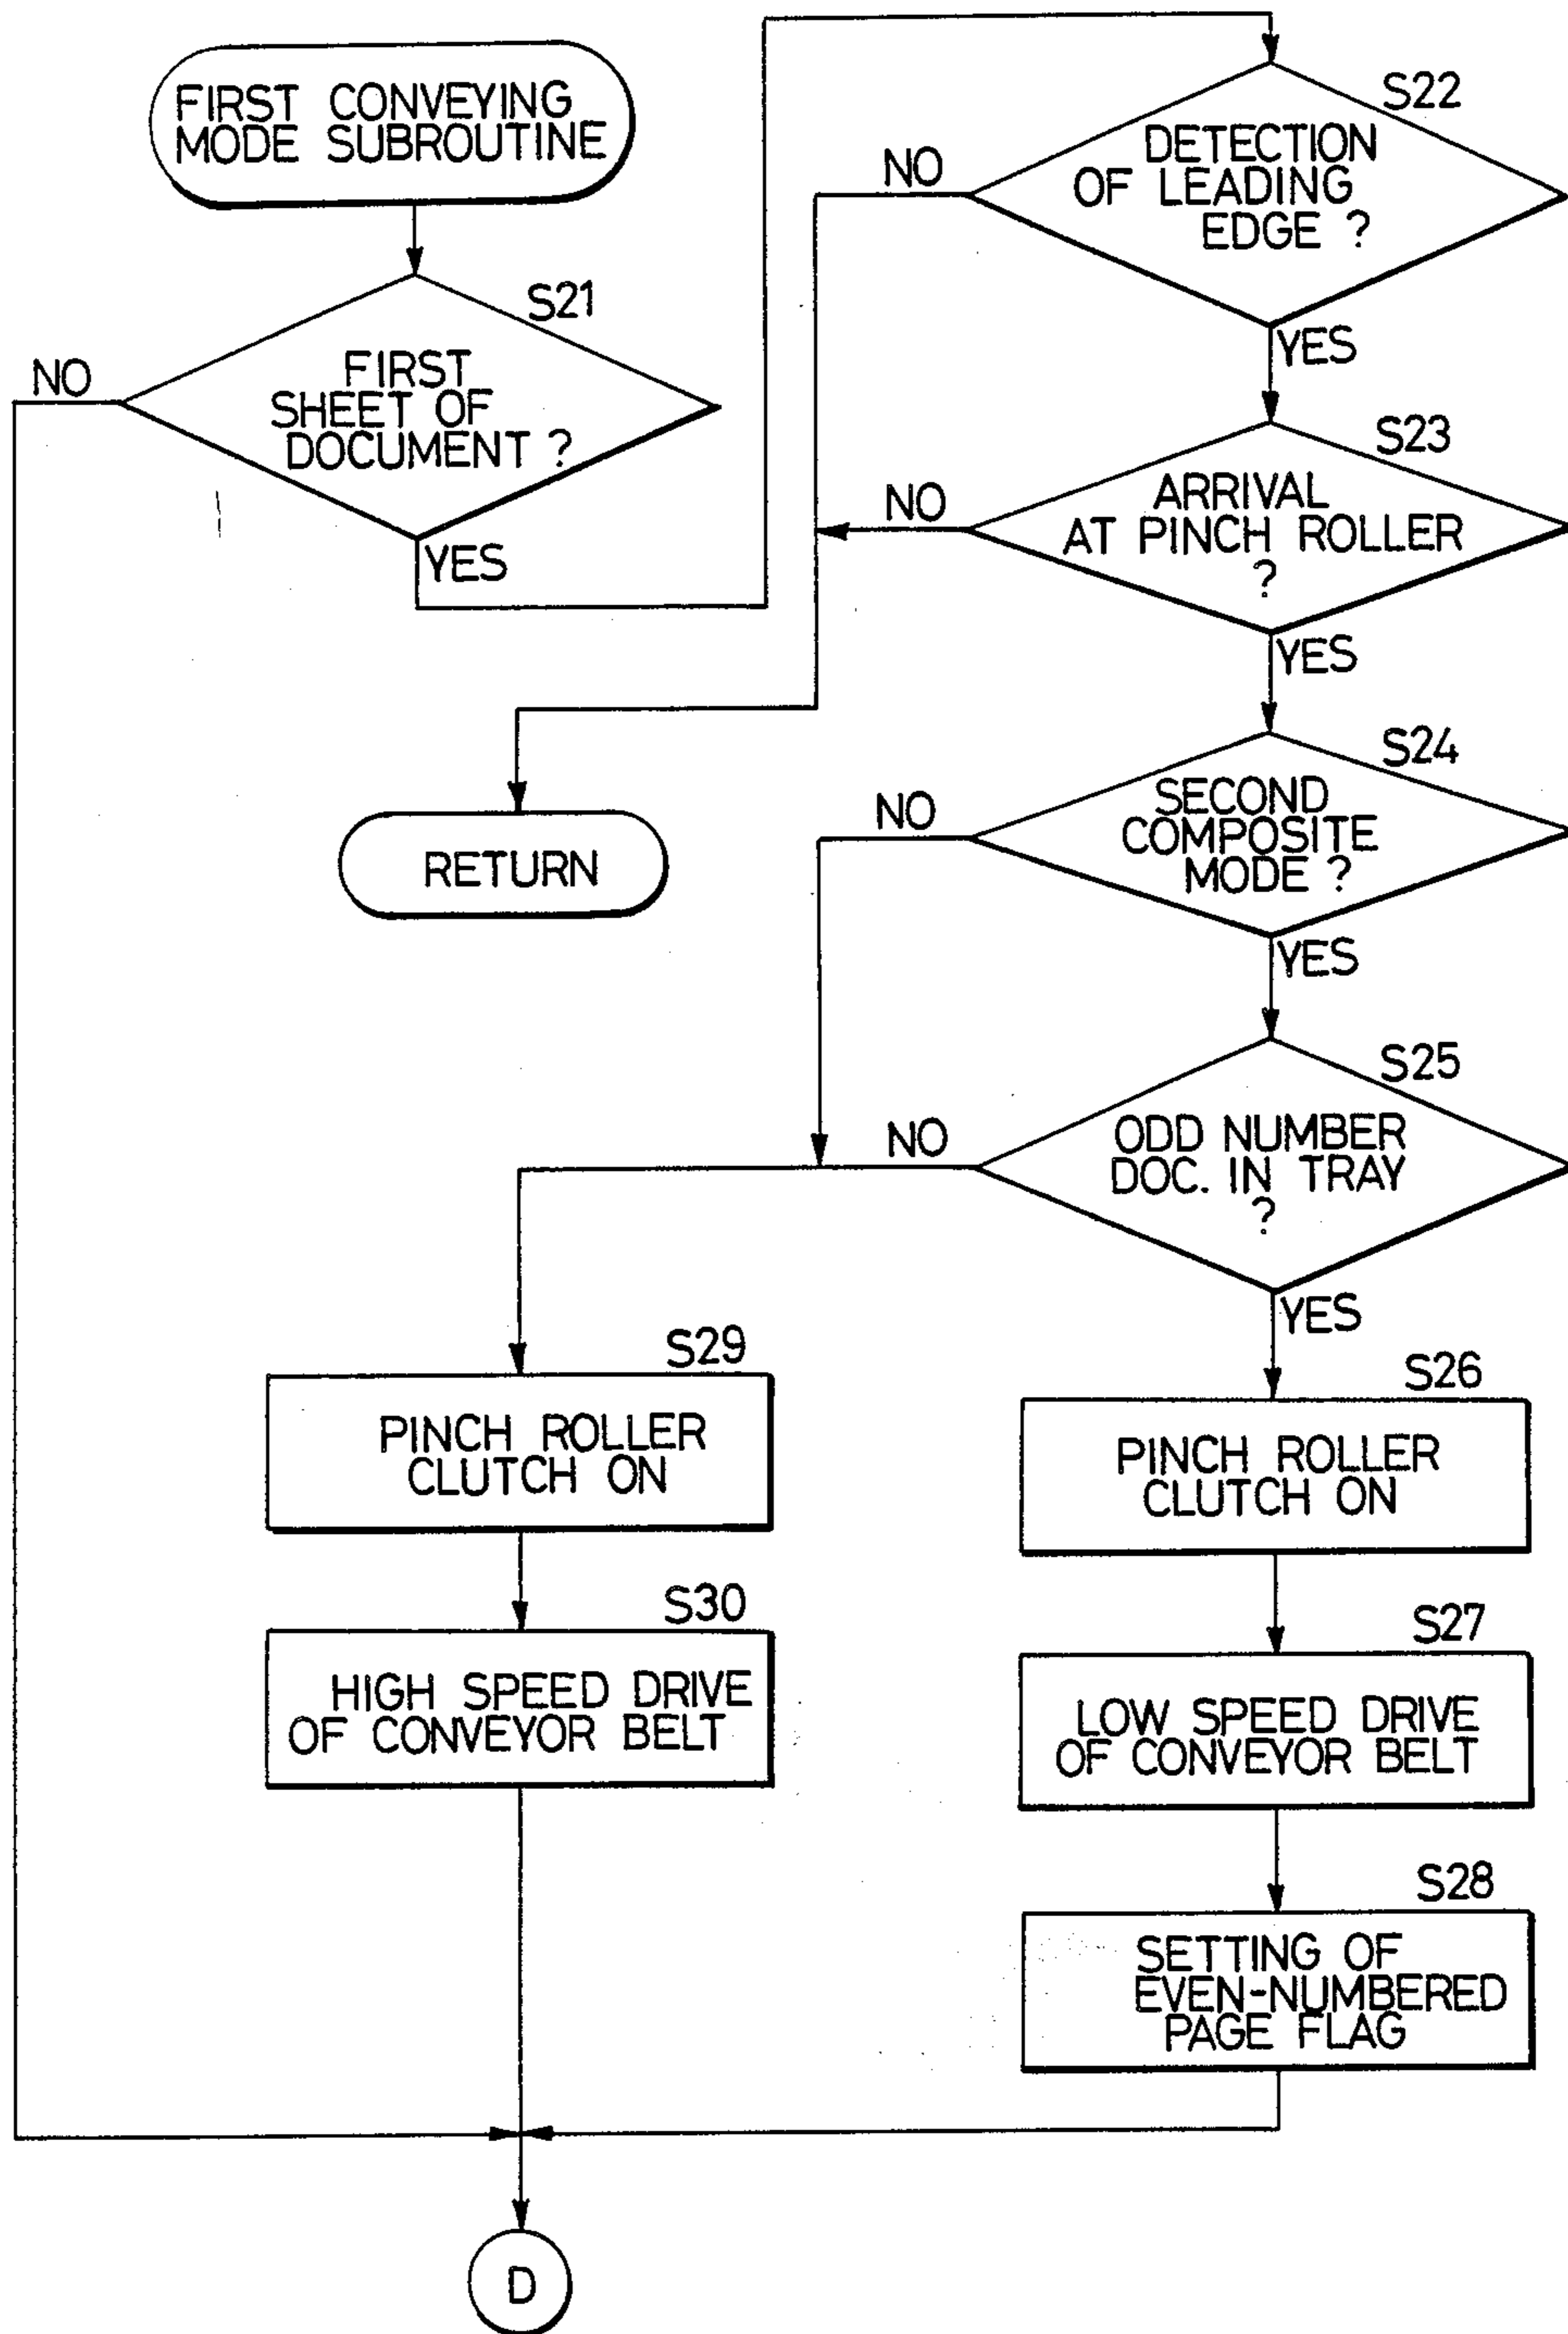 FIRST CONVEYING
MODE SUBROUTINE
S21
NO
FIRST
SHEET OF
DOCUMENT ?
YES
S22
NO
DETECTION
OF LEADING
EDGE ?
YES
S23
NO
ARRIVAL
AT PINCH ROLLER
?
YES
RETURN
S24
NO
SECOND
COMPOSITE
MODE ?
YES
S25
NO
ODD NUMBER
DOC. IN TRAY
?
YES
S29
PINCH ROLLER
CLUTCH ON
S30
HIGH SPEED DRIVE
OF CONVEYOR BELT
S26
PINCH ROLLER
CLUTCH ON
S27
LOW SPEED DRIVE
OF CONVEYOR BELT
S28
SETTING OF
EVEN-NUMBERED
PAGE FLAG
D